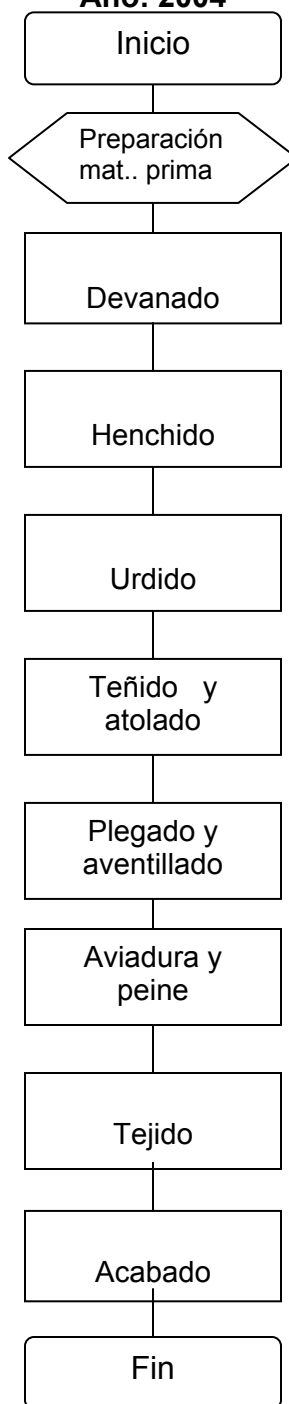 Año: 2004
Inicio
Preparación
mat.. prima
Devanado
Henchido
Urdido
Teñido y
atolado
Plegado y
aventillado
Aviadura y
peine
Tejido
Acabado
Fin